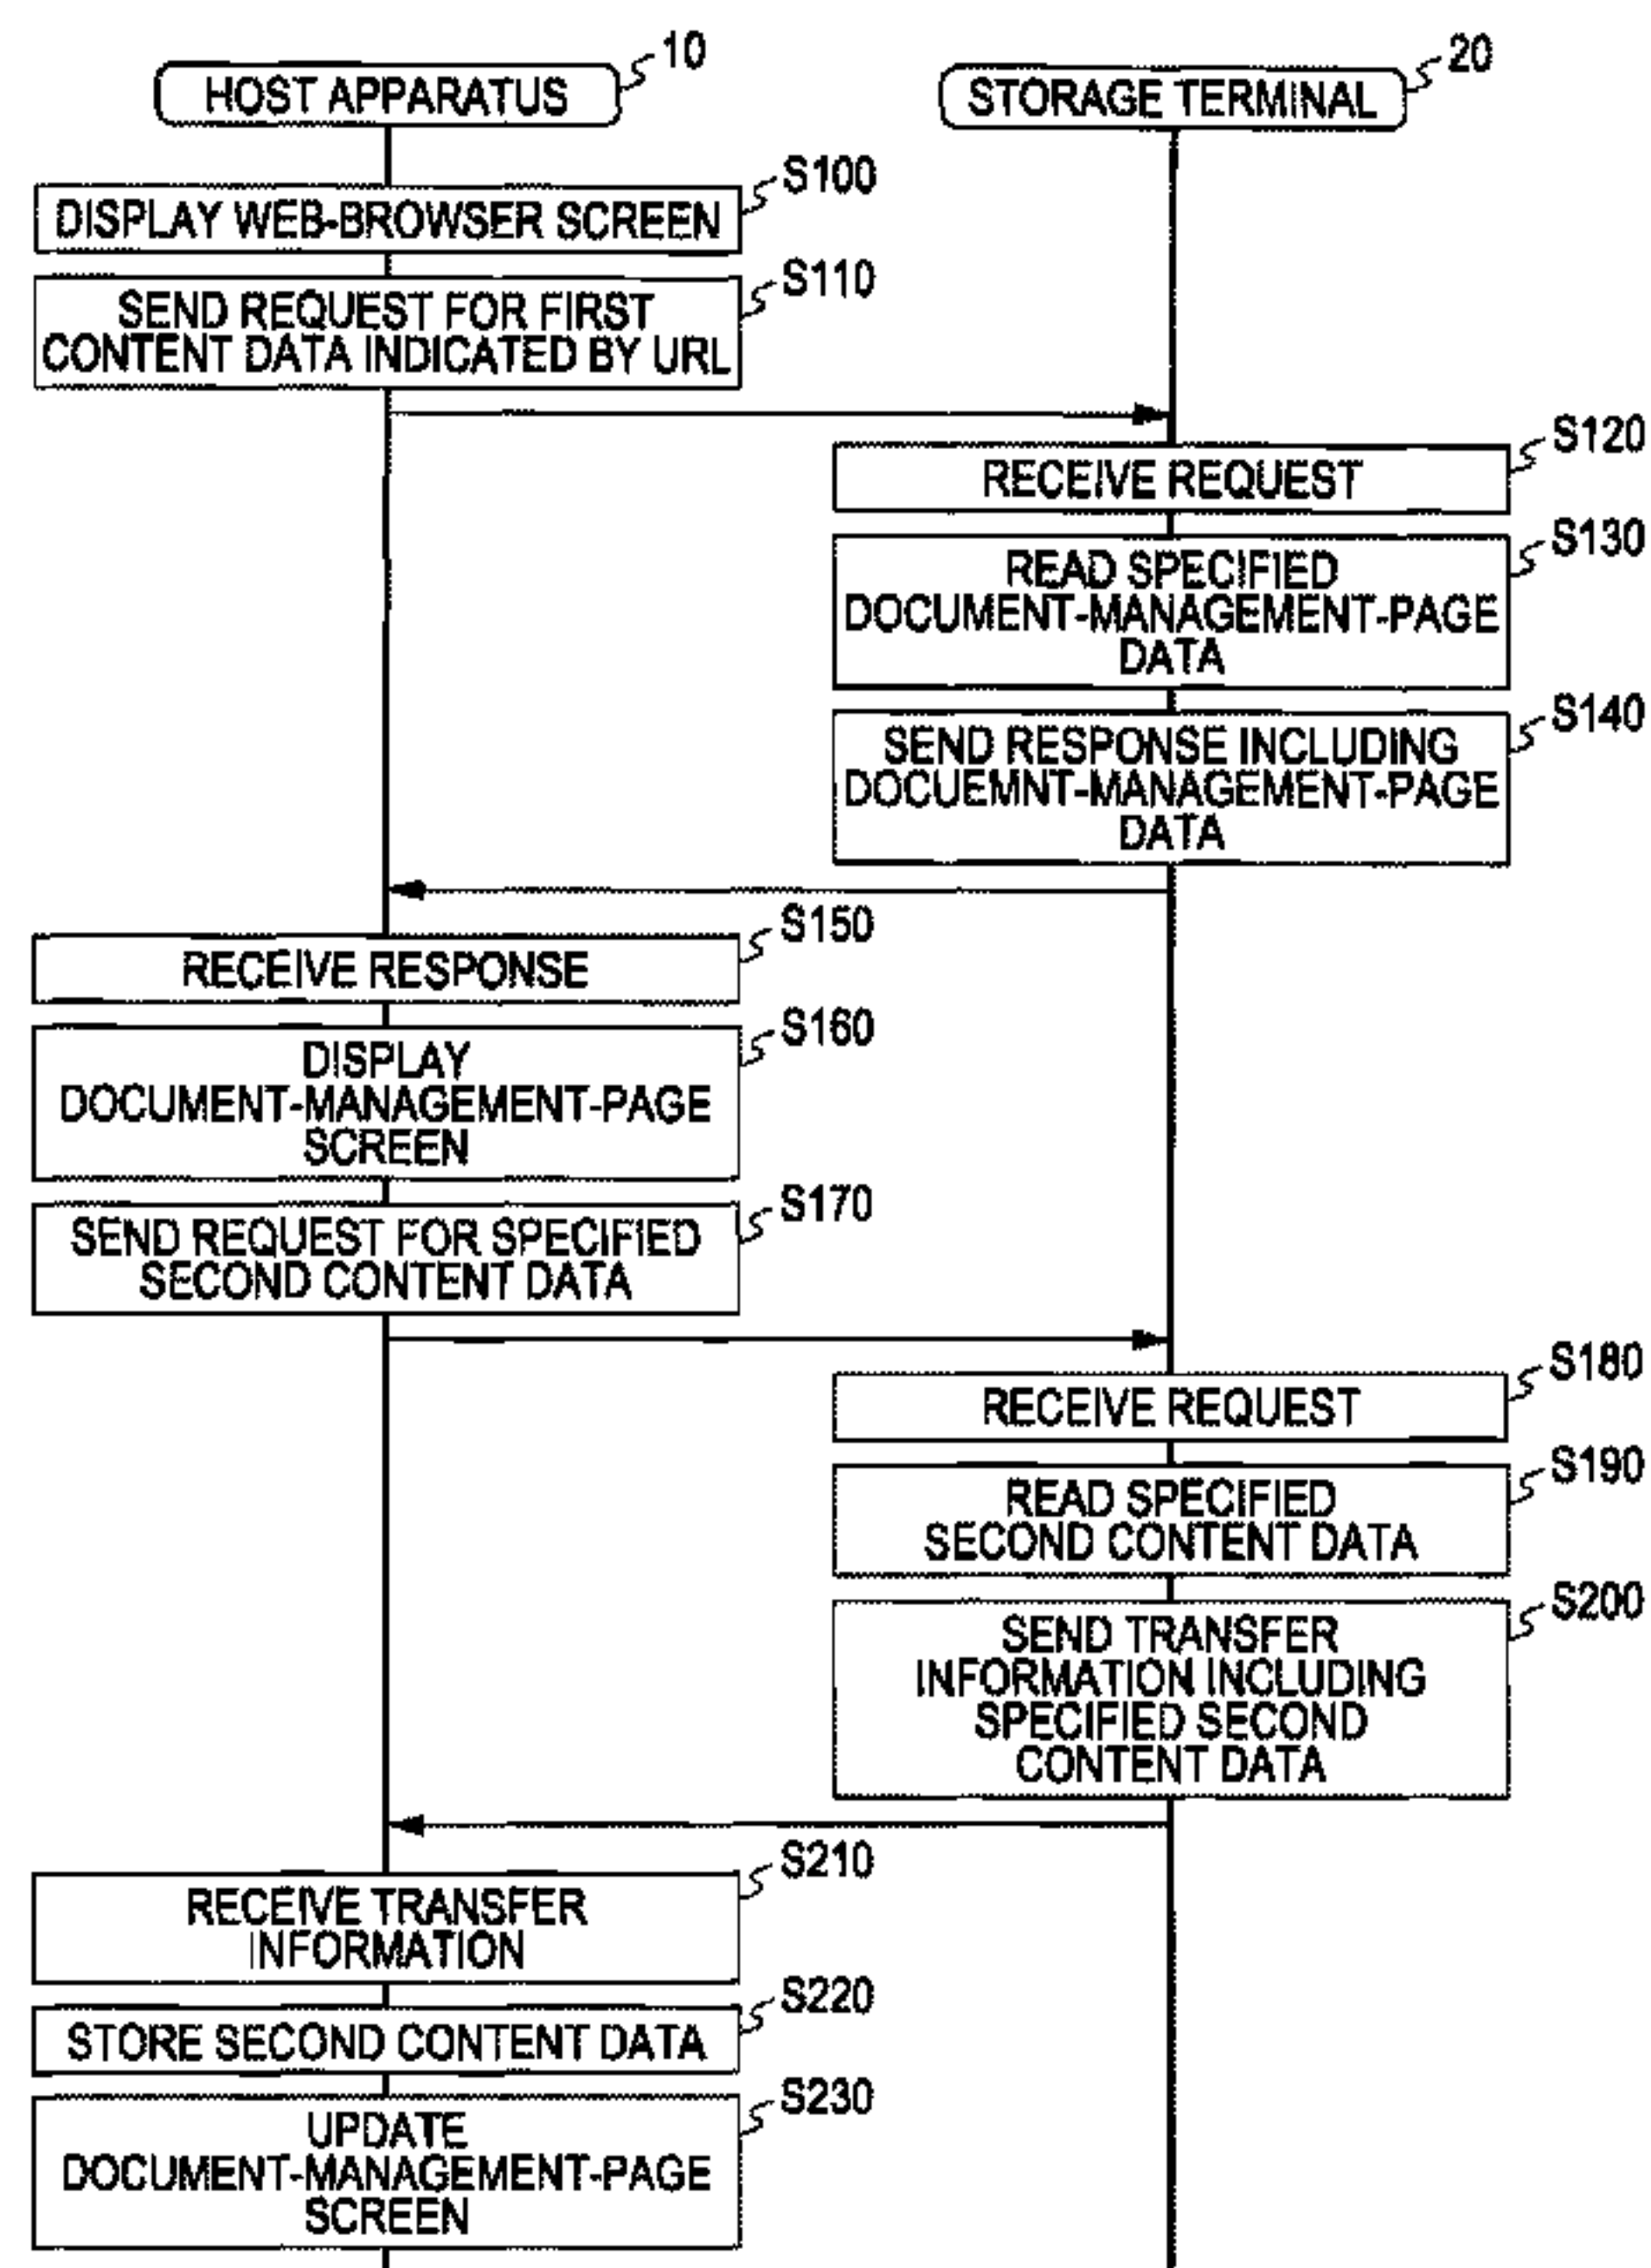 HOST APPARATUS
10
STORAGE TERMINAL
20
DISPLAY WEB-BROWSER SCREEN
S100
SEND REQUEST FOR FIRST
CONTENT DATA INDICATED BY URL
S110
RECEIVE REQUEST
S120
READ SPECIFIED
DOCUMENT-MANAGEMENT-PAGE
DATA
S130
SEND RESPONSE INCLUDING
DOCUEMNT-MANAGEMENT-PAGE
DATA
S140
RECEIVE RESPONSE
S150
DISPLAY
DOCUMENT-MANAGEMENT-PAGE
SCREEN
S160
SEND REQUEST FOR SPECIFIED
SECOND CONTENT DATA
S170
RECEIVE REQUEST
S180
READ SPECIFIED
SECOND CONTENT DATA
S190
SEND TRANSFER
INFORMATION INCLUDING
SPECIFIED SECOND
CONTENT DATA
S200
RECEIVE TRANSFER
INFORMATION
S210
STORE SECOND CONTENT DATA
S220
UPDATE
DOCUMENT-MANAGEMENT-PAGE
SCREEN
S230